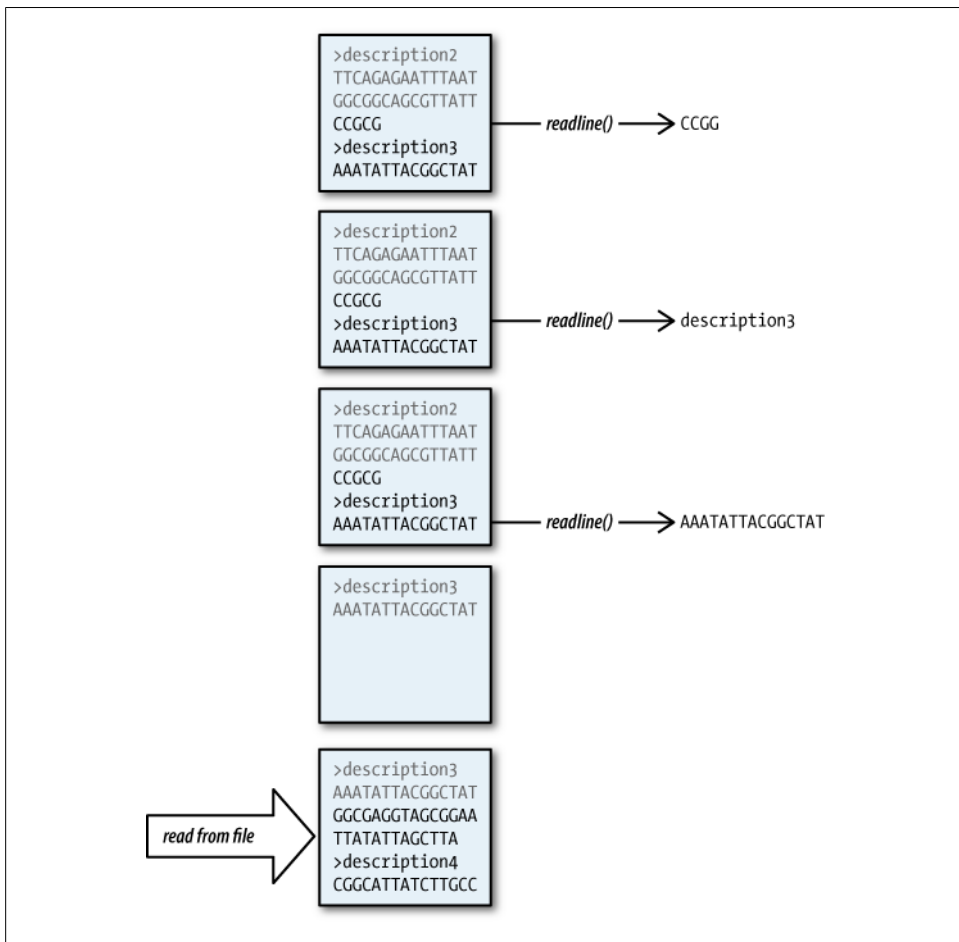 >description2
TTCAGAGAATTTAAT
GGCGGCAGCGTTATT
CCGCG
readline()
CCGG
>description3
AAATATTACGGCTAT
>description2
TTCAGAGAATTTAAT
GGCGGCAGCGTTATT
CCGCG
>description3
readline()
description3
AAATATTACGGCTAT
>description2
TTCAGAGAATTTAAT
GGCGGCAGCGTTATT
CCGCG
>description3
AAATATTACGGCTAT
readline()
AAATATTACGGCTAT
>description3
AAATATTACGGCTAT
>description3
AAATATTACGGCTAT
GGCGAGGTAGCGGAA
read from file
TTATATTAGCTTA
>description4
CGGCATTATCTTGCC